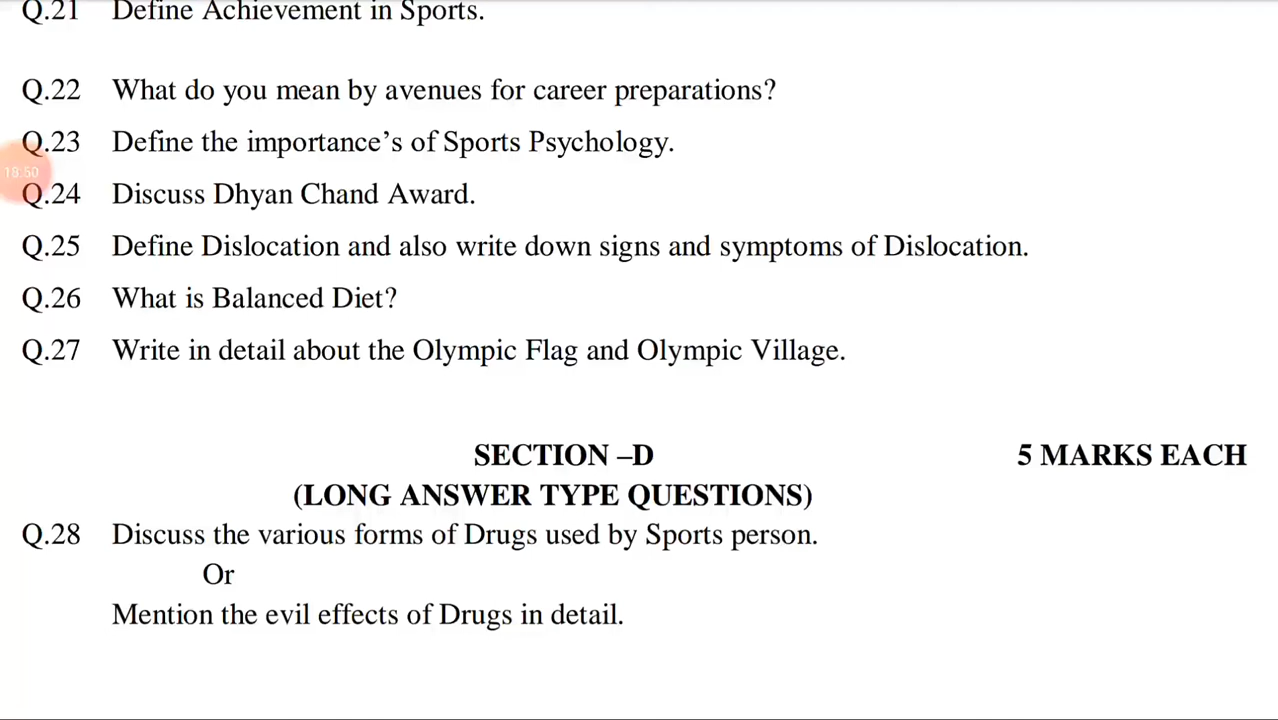 Q.21 Define Achievement in Sports.
Q.22 What do you mean by avenues for career preparations?
Q.23 Define the importance’s of Sports Psychology.
18:50
Q.24 Discuss Dhyan Chand Award.
Q.25 Define Dislocation and also write down signs and symptoms of Dislocation.
Q.26 What is Balanced Diet?
Q.27 Write in detail about the Olympic Flag and Olympic Village.
SECTION –D 5 MARKS EACH
(LONG ANSWER TYPE QUESTIONS)
Q.28 Discuss the various forms of Drugs used by Sports person.
Or
Mention the evil effects of Drugs in detail.